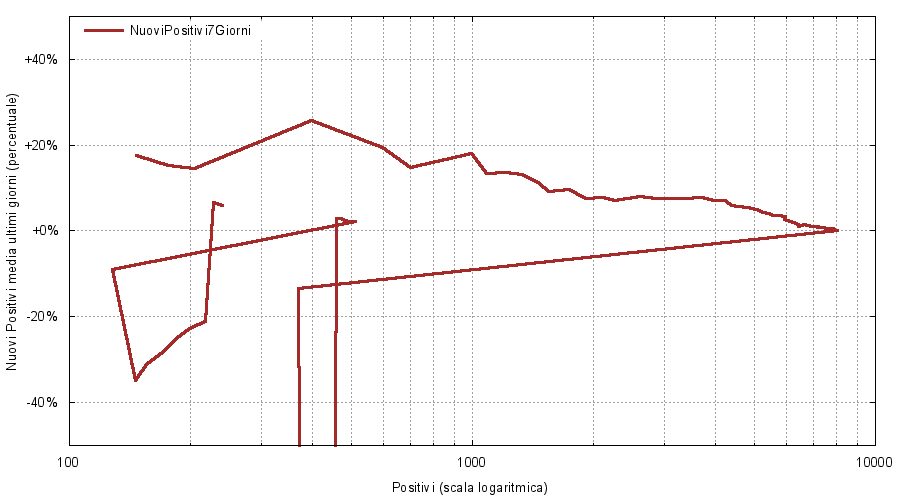 NuoviPositivi7Giorni
+40%
+20%
+0%
-20%
-40%
Nuovi Positivi media ultimi giorni (percentuale)
100
1000
10000
Positivi (scala logaritmica)